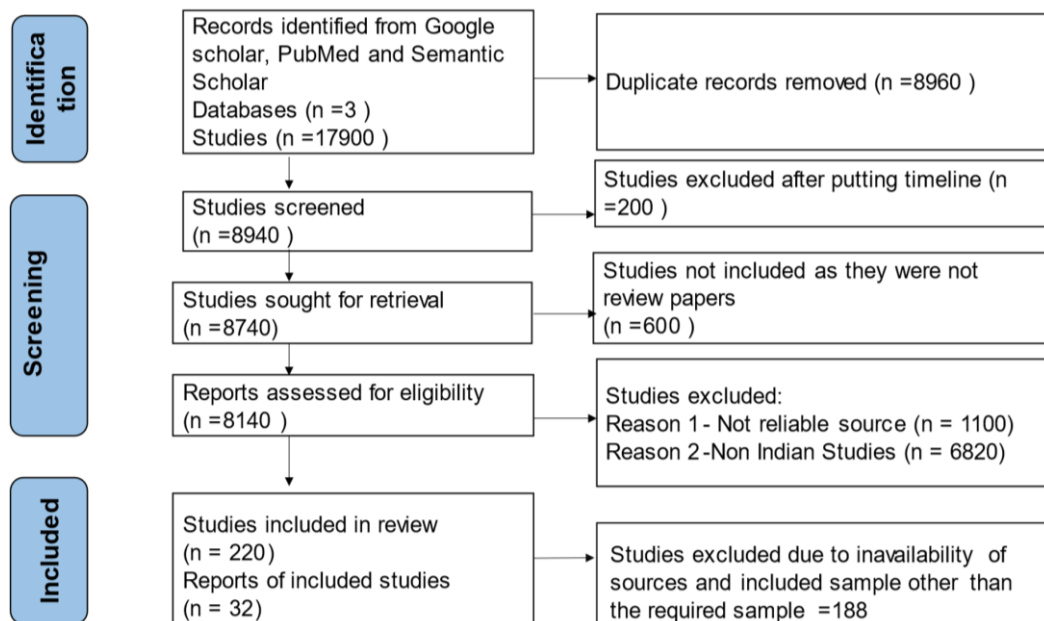 Identifica
tion
Records identified from Google
scholar, PubMed and Semantic
Scholar
Databases (n =3 )
Studies (n =17900 )
Duplicate records removed (n =8960 )
Screening
Studies screened
(n =8940 )
Studies excluded after putting timeline (n
=200 )
Studies sought for retrieval
(n =8740)
Studies not included as they were not
review papers
(n =600 )
Reports assessed for eligibility
(n =8140 )
Studies excluded:
Reason 1- Not reliable source (n = 1100)
Reason 2-Non Indian Studies (n = 6820)
Included
Studies included in review
(n = 220)
Reports of included studies
(n = 32)
Studies excluded due to inavailability of
sources and included sample other than
the required sample =188